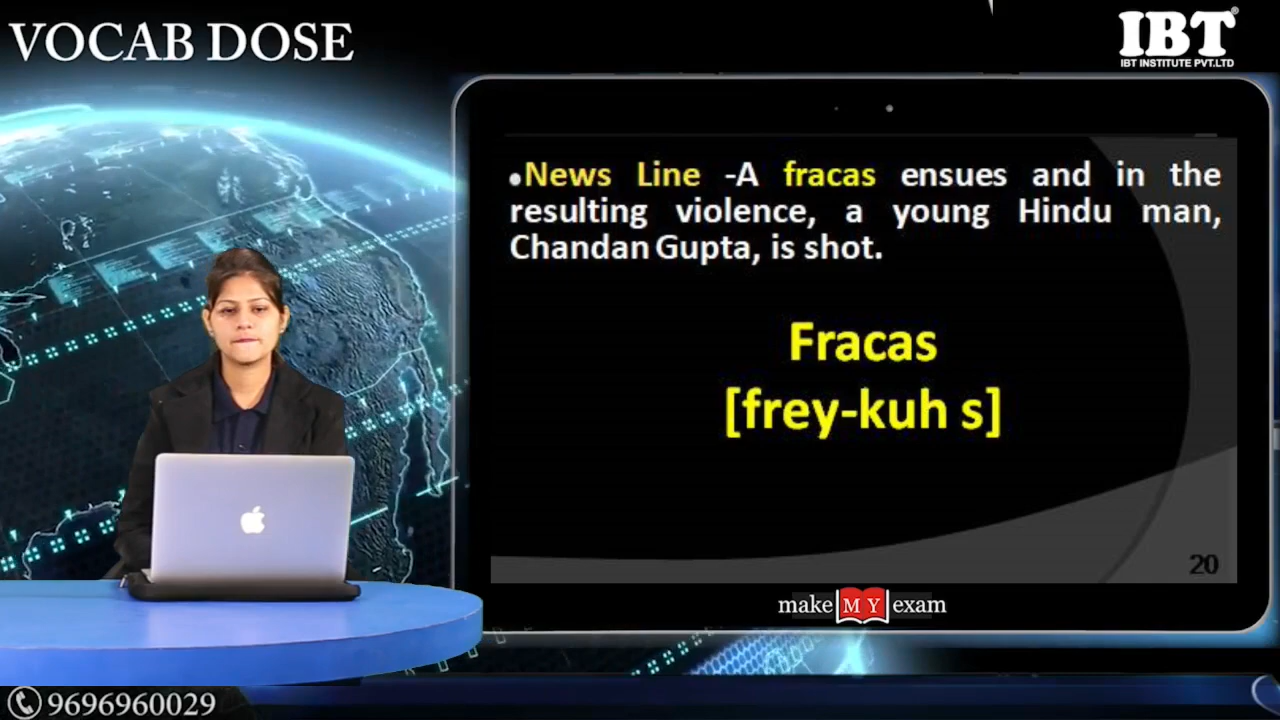 VOCAB DOSE
IBT®
IBT INSTITUTE PVT.LTD
•News Line -A fracas ensues and in the
resulting violence, a young Hindu man,
Chandan Gupta, is shot.
Fracas
[frey-kuh s]
20
make MY exam
9696960029